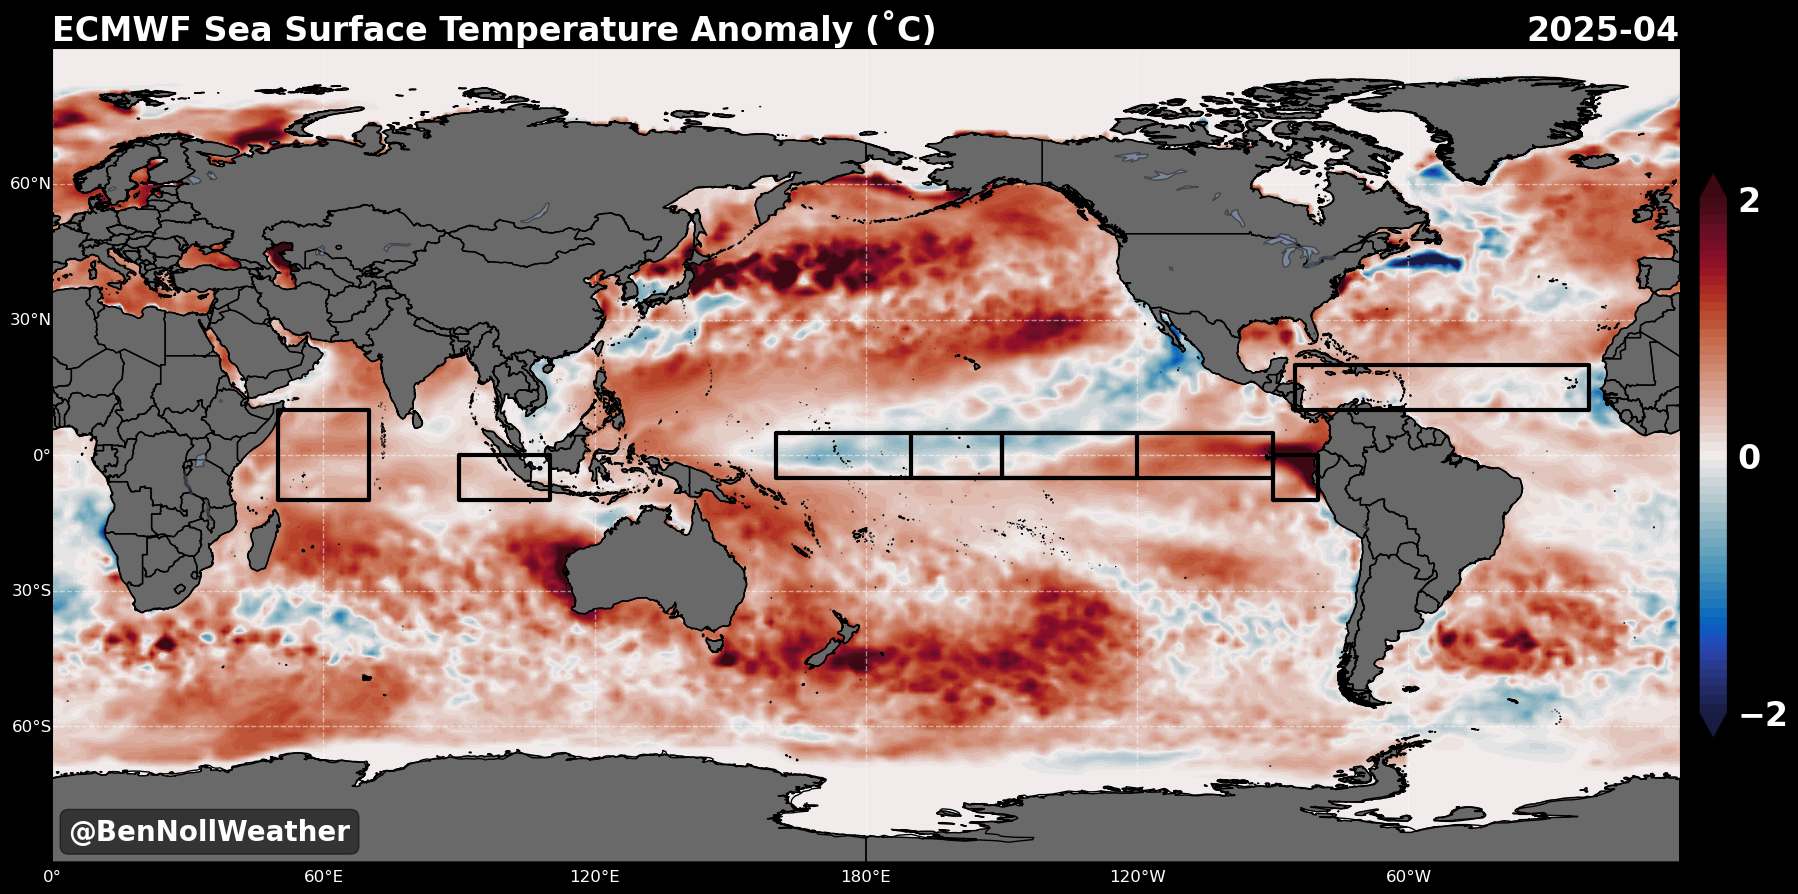 ECMWF Sea Surface Temperature Anomaly (˚C)
2025-04
60°N
30°N
0°
30°S
60°S
2
0
−2
@BenNollWeather
0°
60°E
120°E
180°E
120°W
60°W